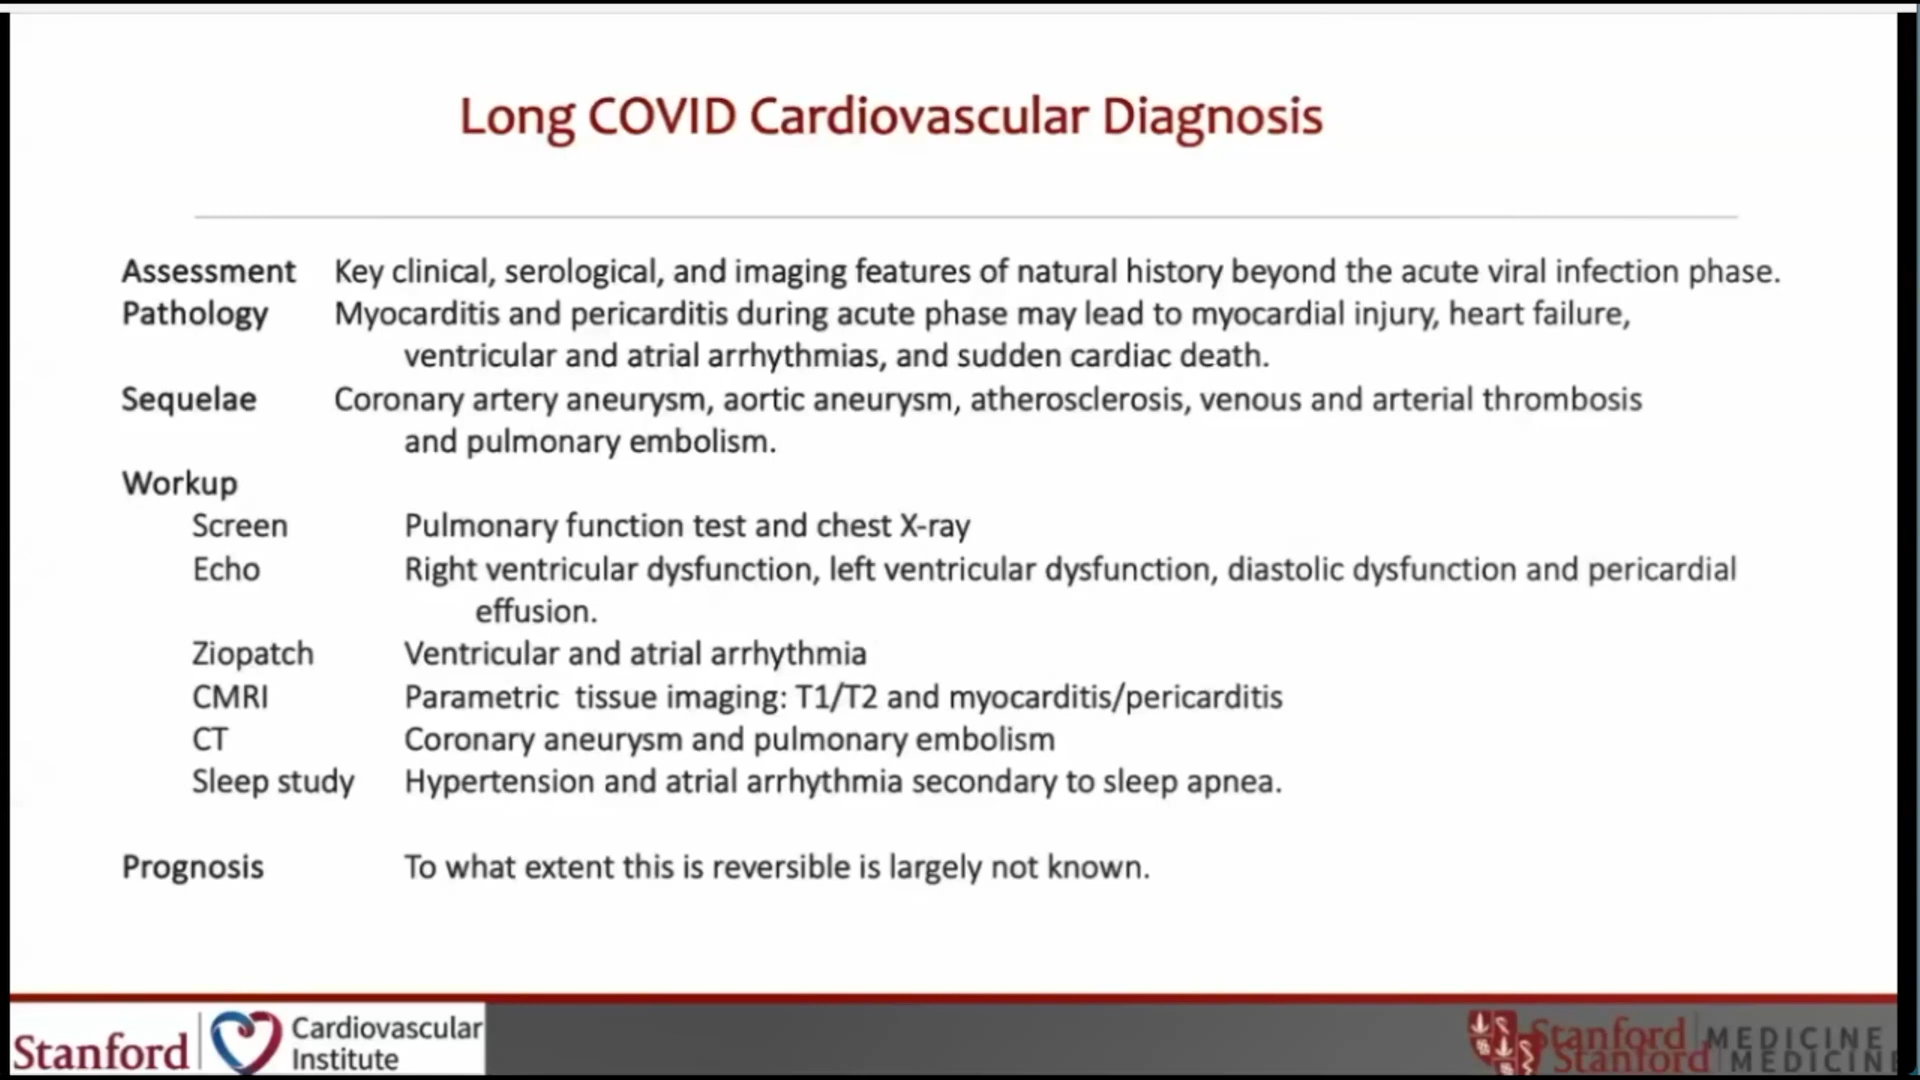 Long COVID Cardiovascular Diagnosis
Assessment Key clinical, serological, and imaging features of natural history beyond the acute viral infection phase.
Pathology Myocarditis and pericarditis during acute phase may lead to myocardial injury, heart failure,
ventricular and atrial arrhythmias, and sudden cardiac death.
Sequelae Coronary artery aneurysm, aortic aneurysm, atherosclerosis, venous and arterial thrombosis
and pulmonary embolism.
Workup
Screen Pulmonary function test and chest X-ray
Echo Right ventricular dysfunction, left ventricular dysfunction, diastolic dysfunction and pericardial
effusion.
Ziopatch Ventricular and atrial arrhythmia
CMRI Parametric tissue imaging: T1/T2 and myocarditis/pericarditis
CT Coronary aneurysm and pulmonary embolism
Sleep study Hypertension and atrial arrhythmia secondary to sleep apnea.
Prognosis To what extent this is reversible is largely not known.
Stanford Cardiovascular
Institute
Stanford MEDICINE
Stanford MEDICINE